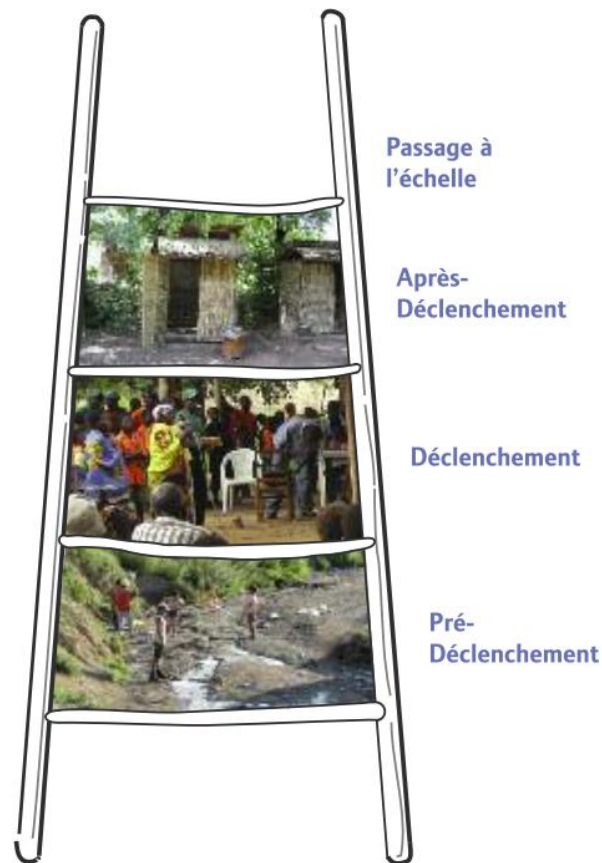 Passage à
l’échelle
Après-
Déclenchement
Déclenchement
Pré-
Déclenchement